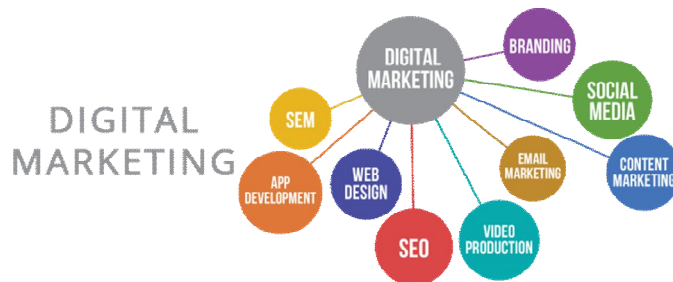 DIGITAL
MARKETING
DIGITAL
MARKETING
BRANDING
SOCIAL
MEDIA
SEM
EMAIL
MARKETING
CONTENT
MARKETING
APP
DEVELOPMENT
WEB
DESIGN
SEO
VIDEO
PRODUCTION